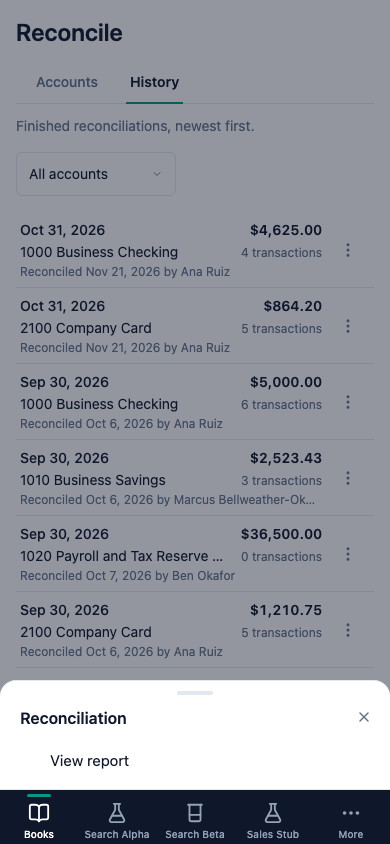 Reconcile
Accounts History
Finished reconciliations, newest first.
All accounts
Oct 31, 2026 $4,625.00
1000 Business Checking 4 transactions
Reconciled Nov 21, 2026 by Ana Ruiz
Oct 31, 2026 $864.20
2100 Company Card 5 transactions
Reconciled Nov 21, 2026 by Ana Ruiz
Sep 30, 2026 $5,000.00
1000 Business Checking 6 transactions
Reconciled Oct 6, 2026 by Ana Ruiz
Sep 30, 2026 $2,523.43
1010 Business Savings 3 transactions
Reconciled Oct 6, 2026 by Marcus Bellweather-Ok...
Sep 30, 2026 $36,500.00
1020 Payroll and Tax Reserve ... 0 transactions
Reconciled Oct 7, 2026 by Ben Okafor
Sep 30, 2026 $1,210.75
2100 Company Card 5 transactions
Reconciled Oct 6, 2026 by Ana Ruiz
Reconciliation
View report
Books Search Alpha Search Beta Sales Stub More